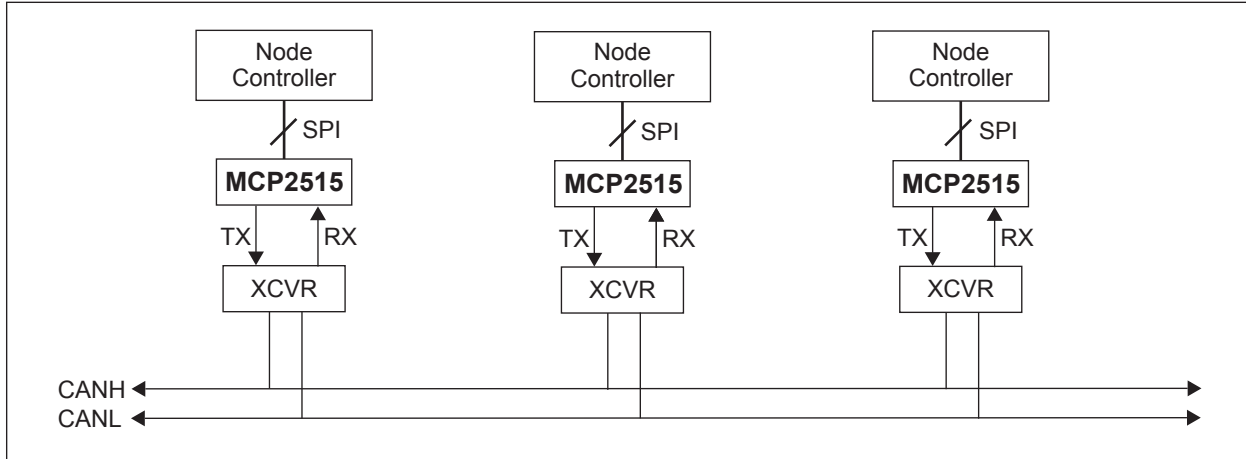 Node
Controller
Node
Controller
Node
Controller
SPI
SPI
SPI
MCP2515
MCP2515
MCP2515
TX
RX
TX
RX
TX
RX
XCVR
XCVR
XCVR
CANH
CANL